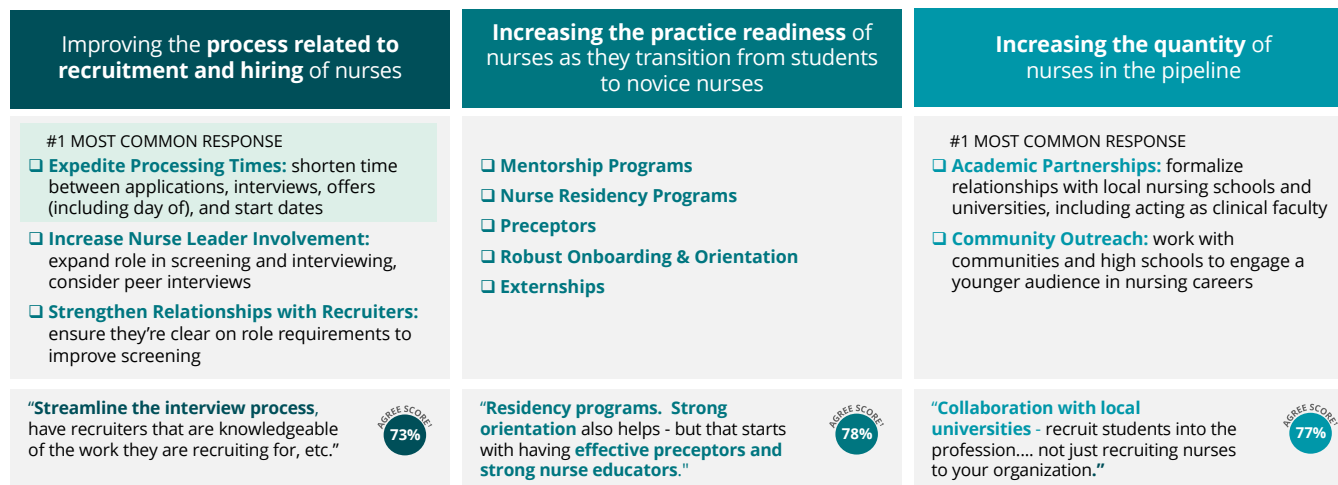 Improving the process related to
recruitment and hiring of nurses
#1 MOST COMMON RESPONSE
❑ Expedite Processing Times: shorten time
between applications, interviews, offers
(including day of), and start dates
❑ Increase Nurse Leader Involvement:
expand role in screening and interviewing,
consider peer interviews
❑ Strengthen Relationships with Recruiters:
ensure they’re clear on role requirements to
improve screening
“Streamline the interview process,
have recruiters that are knowledgeable
of the work they are recruiting for, etc.”
AGREE SCORE!
73%
Increasing the practice readiness of
nurses as they transition from students
to novice nurses
❑ Mentorship Programs
❑ Nurse Residency Programs
❑ Preceptors
❑ Robust Onboarding & Orientation
❑ Externships
“Residency programs. Strong
orientation also helps - but that starts
with having effective preceptors and
strong nurse educators."
AGREE SCORE!
78%
Increasing the quantity of
nurses in the pipeline
#1 MOST COMMON RESPONSE
❑ Academic Partnerships: formalize
relationships with local nursing schools and
universities, including acting as clinical faculty
❑ Community Outreach: work with
communities and high schools to engage a
younger audience in nursing careers
“Collaboration with local
universities - recruit students into the
profession.... not just recruiting nurses
to your organization.”
AGREE SCORE!
77%